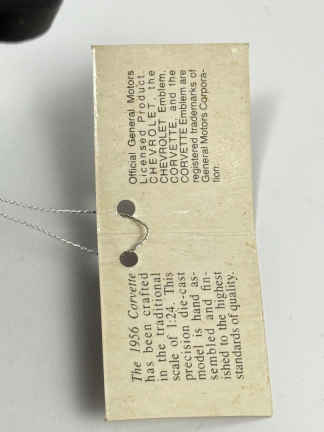 Official General Motors
Licensed Product.
CHEVROLET, the
CHEVROLET Emblem,
CORVETTE, and the
CORVETTE Emblem are
registered trademarks of
General Motors Corpora-
tion.
The 1956 Corvette
has been crafted
in the traditional
scale of 1:24. This
precision die-cast
model is hand as-
sembled and fin-
ished to the highest
standards of quality.